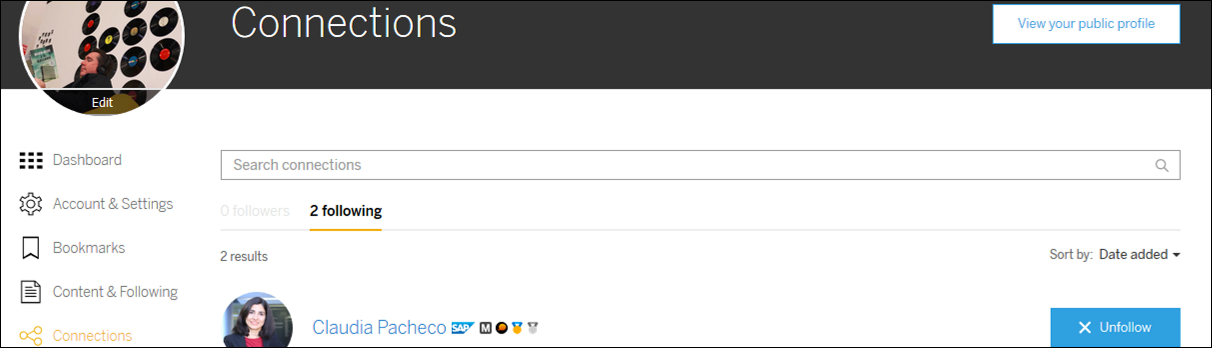 Connections
View your public profile
Edit
Dashboard
Search connections
Account & Settings
0 followers
2 following
Bookmarks
2 results
Sort by: Date added
Content & Following
Claudia Pacheco SAP M
Unfollow
Connections